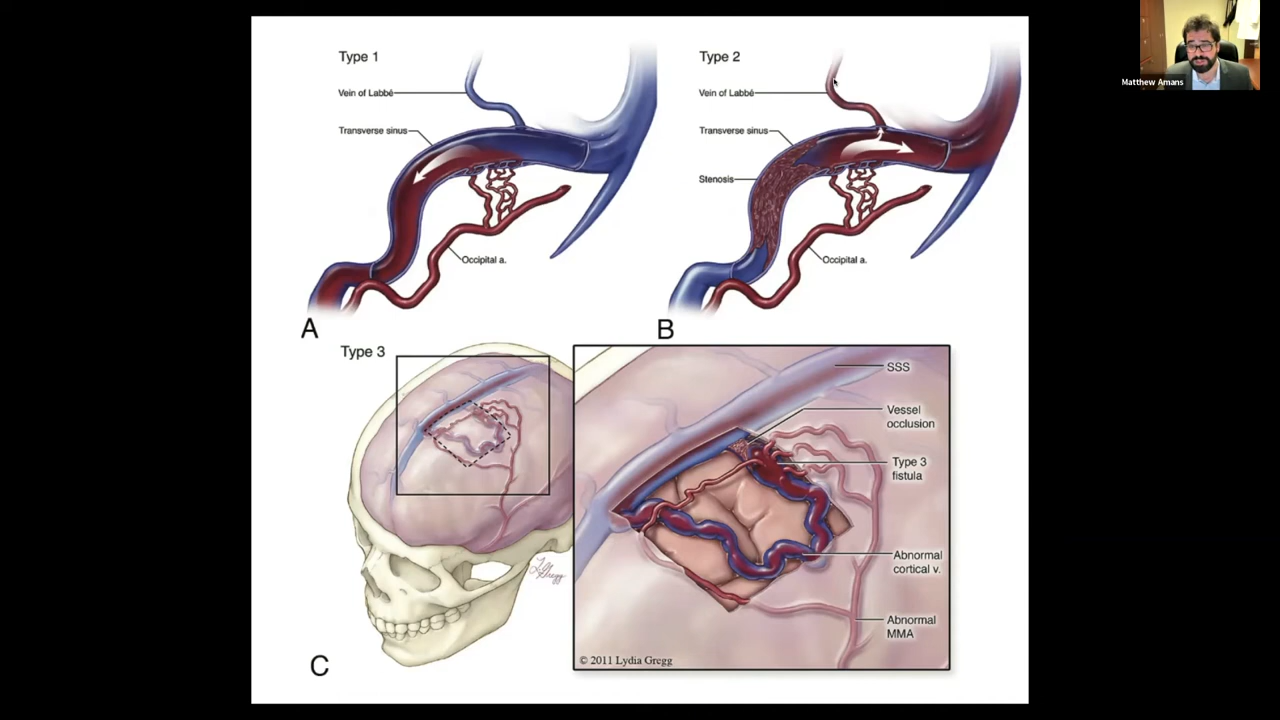 Type 1
Vein of Labbé
Transverse sinus
Occipital a.
A
Type 2
Vein of Labbé
Transverse sinus
Stenosis
Occipital a.
B
Type 3
SSS
Vessel
occlusion
Type 3
fistula
Abnormal
cortical v.
Abnormal
MMA
© 2011 Lydia Gregg
C
Matthew Amans